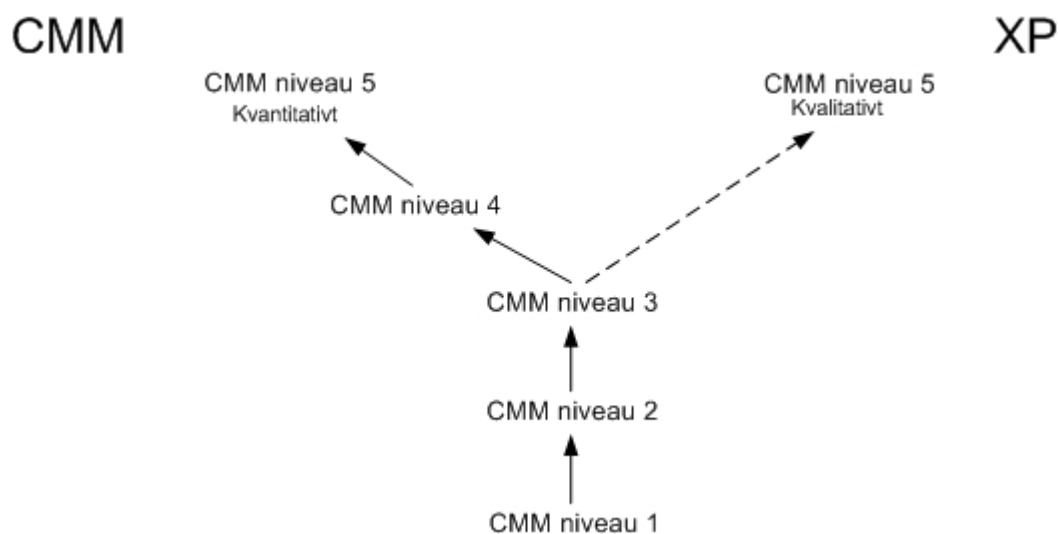 CMM
XP
CMM niveau 5
Kvantitativt
CMM niveau 5
Kvalitativt
CMM niveau 4
CMM niveau 3
CMM niveau 2
CMM niveau 1